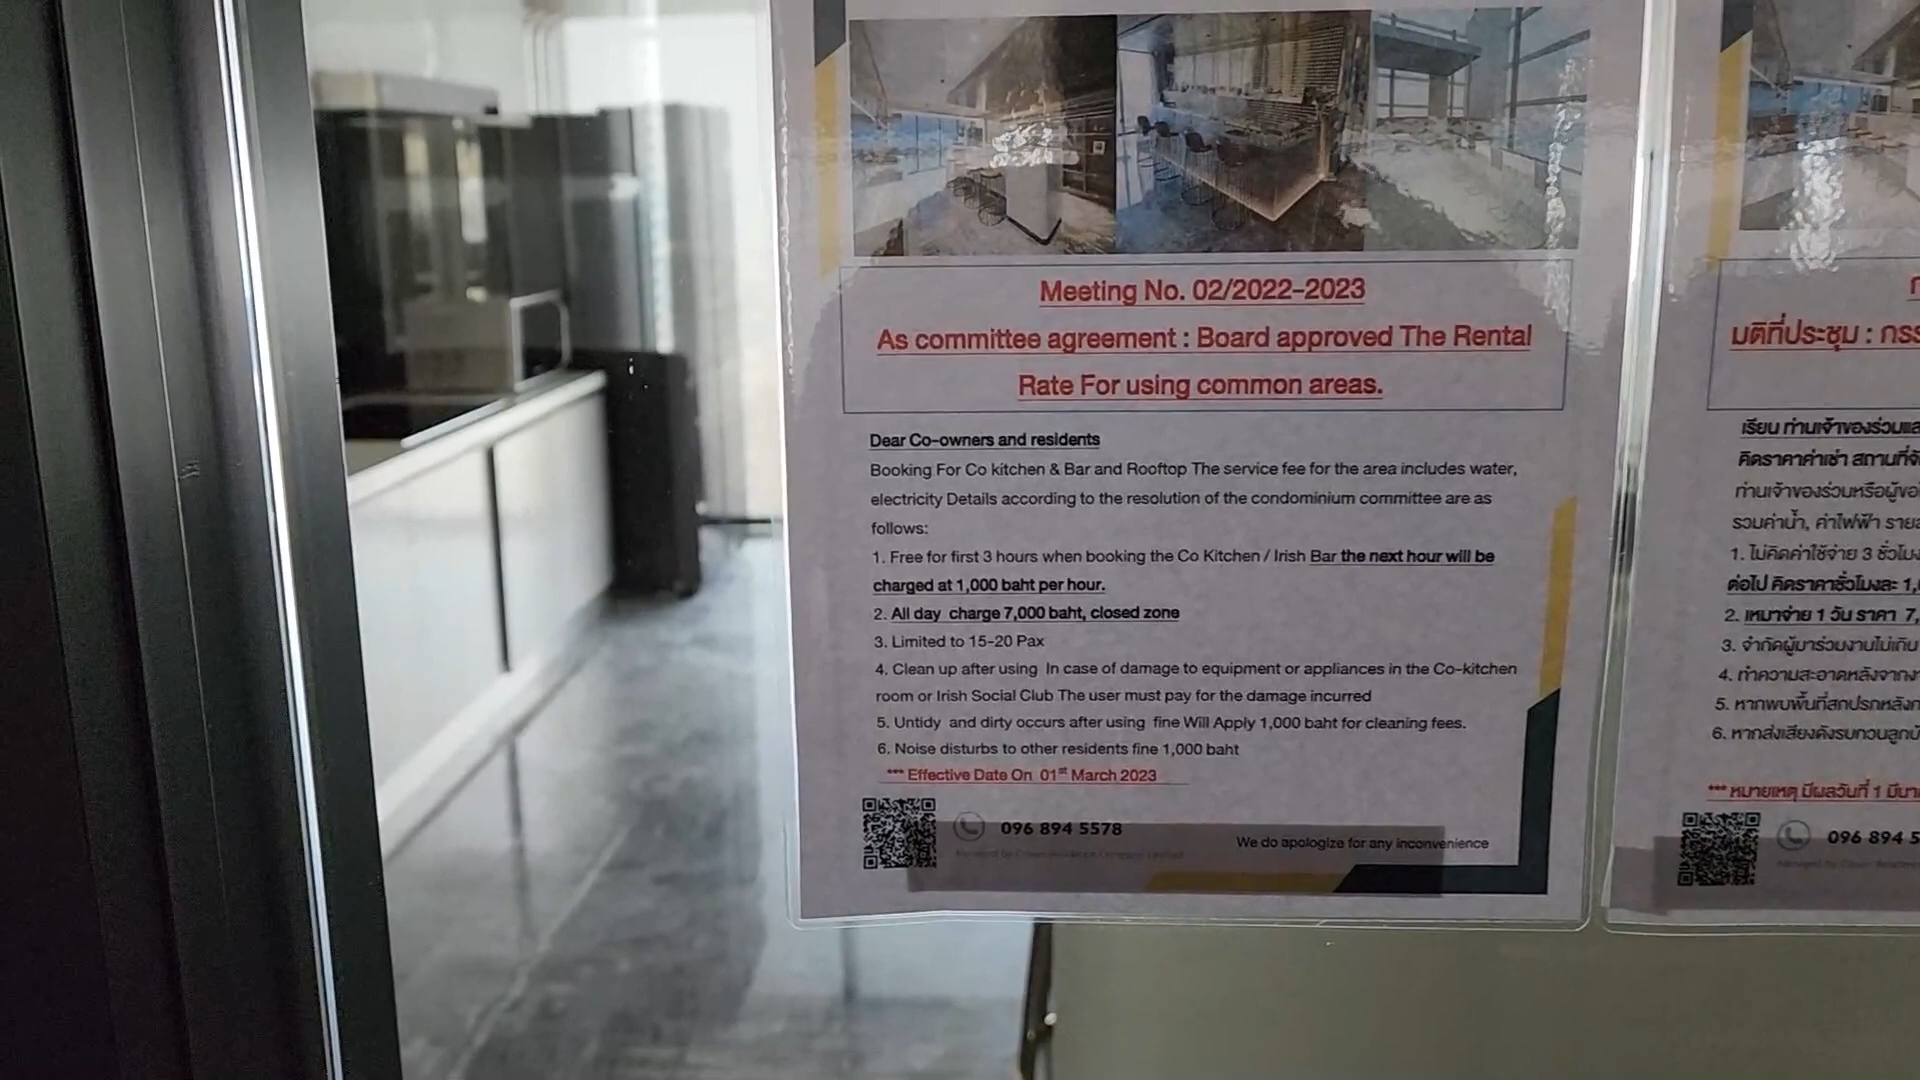 Meeting No. 02/2022-2023
As committee agreement : Board approved The Rental
Rate For using common areas.
Dear Co-owners and residents
Booking For Co kitchen & Bar and Rooftop The service fee for the area includes water,
electricity Details according to the resolution of the condominium committee are as
follows:
1. Free for first 3 hours when booking the Co Kitchen / Irish Bar the next hour will be
charged at 1,000 baht per hour.
2. All day charge 7,000 baht, closed zone
3. Limited to 15-20 Pax
4. Clean up after using In case of damage to equipment or appliances in the Co-kitchen
room or Irish Social Club The user must pay for the damage incurred
5. Untidy and dirty occurs after using fine Will Apply 1,000 baht for cleaning fees.
6. Noise disturbs to other residents fine 1,000 baht
*** Effective Date On 01st March 2023
096 894 5578
We do apologize for any inconvenience
มติที่ประชุม : กรร
เรียน ท่านเจ้าของร่วมแล
คิดราคาค่าเช่า สถานที่จั
ท่านเจ้าของร่วมหรือผู้ขอ
รวมค่าน้ำ, ค่าไฟฟ้า ราย
1. ไม่คิดค่าใช้จ่าย 3 ชั่วโม
ต่อไป คิดราคาชั่วโมงละ 1,
2. เหมาจ่าย 1 วัน ราคา 7,
3. จำกัดผู้มาร่วมงานไม่เกิน
4. ทำความสะอาดหลังจาก
5. หากพบพื้นที่สกปรกหลัง
6. หากส่งเสียงดังรบกวนลูกบ้
*** หมายเหตุ มีผลวันที่ 1 มีนา
096 894 5